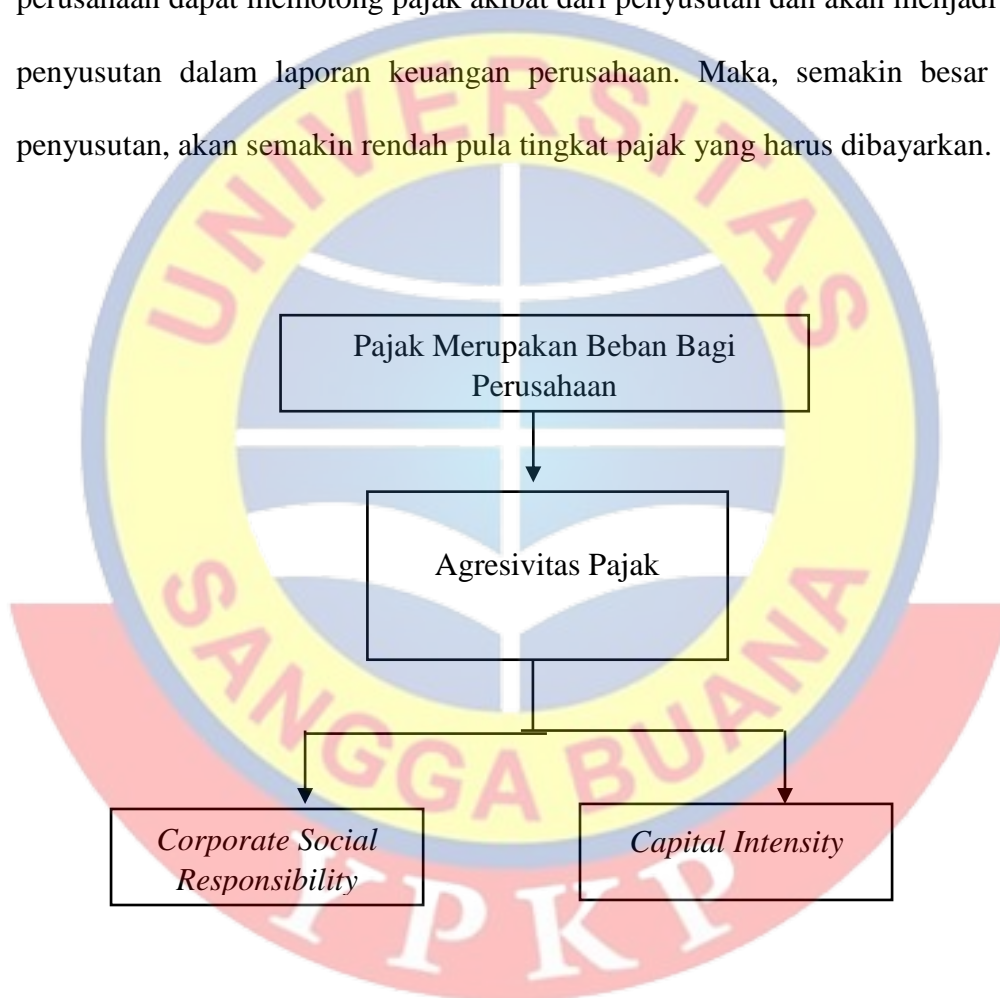 perusahaan dapat memotong pajak akibat dari penyusutan dan akan menjadi
penyusutan dalam laporan keuangan perusahaan. Maka, semakin besar
penyusutan, akan semakin rendah pula tingkat pajak yang harus dibayarkan.
UNIVERSITAS
Pajak Merupakan Beban Bagi
Perusahaan
Agresivitas Pajak
SANGGA BUANA
Corporate Social
Responsibility
Capital Intensity
YPKP